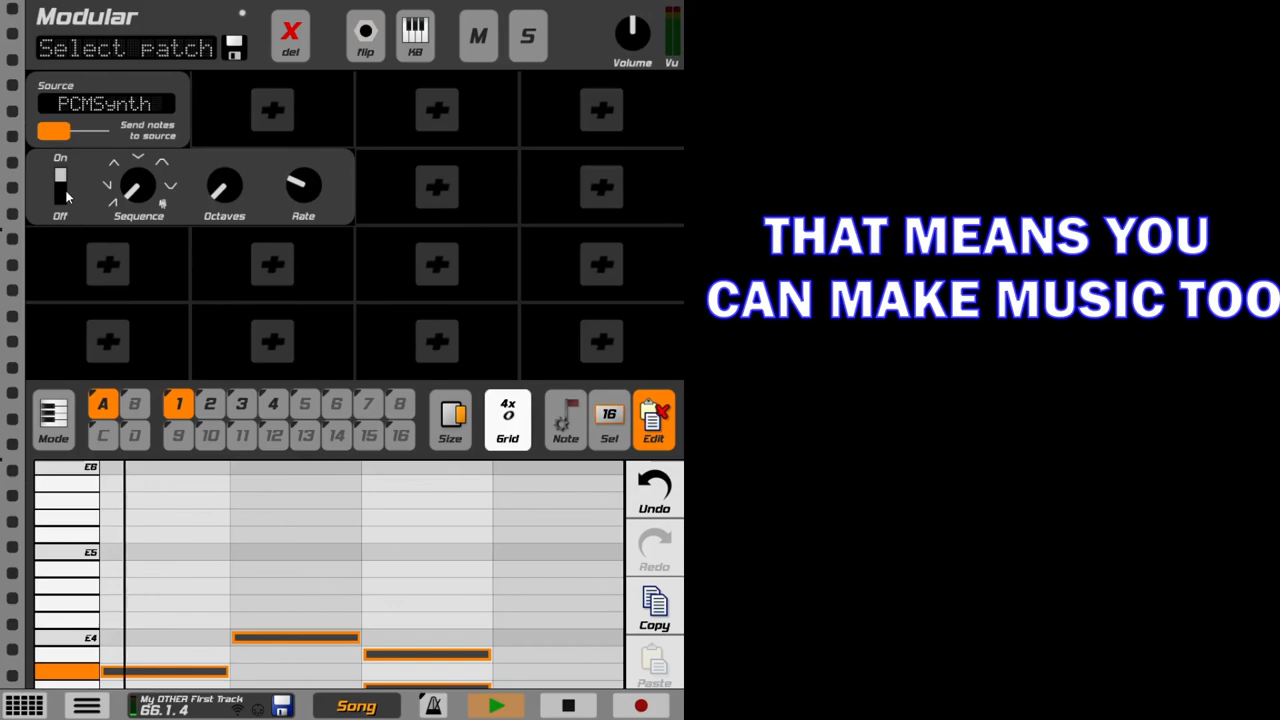 Modular
Select patch
del
flip
KB
M
S
Volume
Vu
Source
PCMSynth
Send notes
to source
On
Off
Sequence
Octaves
Rate
THAT MEANS YOU
CAN MAKE MUSIC TOO
Mode
A B
C D
1 2 3 4 5 6 7 8
9 10 11 12 13 14 15 16
Size
4x
Grid
Note
16
Sel
Edit
E6
E5
E4
Undo
Redo
Copy
Paste
My OTHER First Track
66.1.4
Song